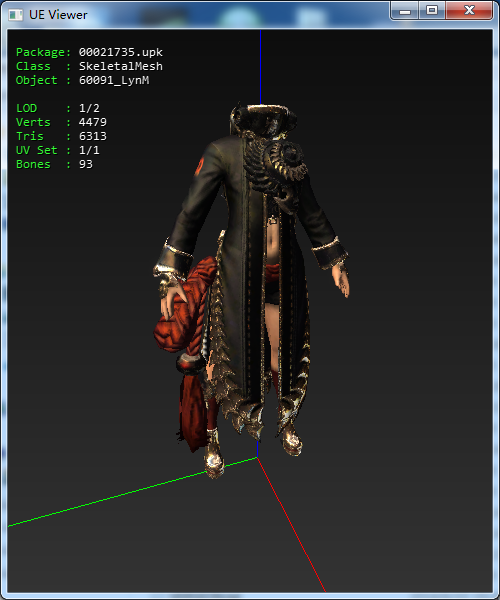 UE Viewer
Package: 00021735.upk
Class  : SkeletalMesh
Object : 60091_LynM
LOD    : 1/2
Verts  : 4479
Tris   : 6313
UV Set : 1/1
Bones  : 93